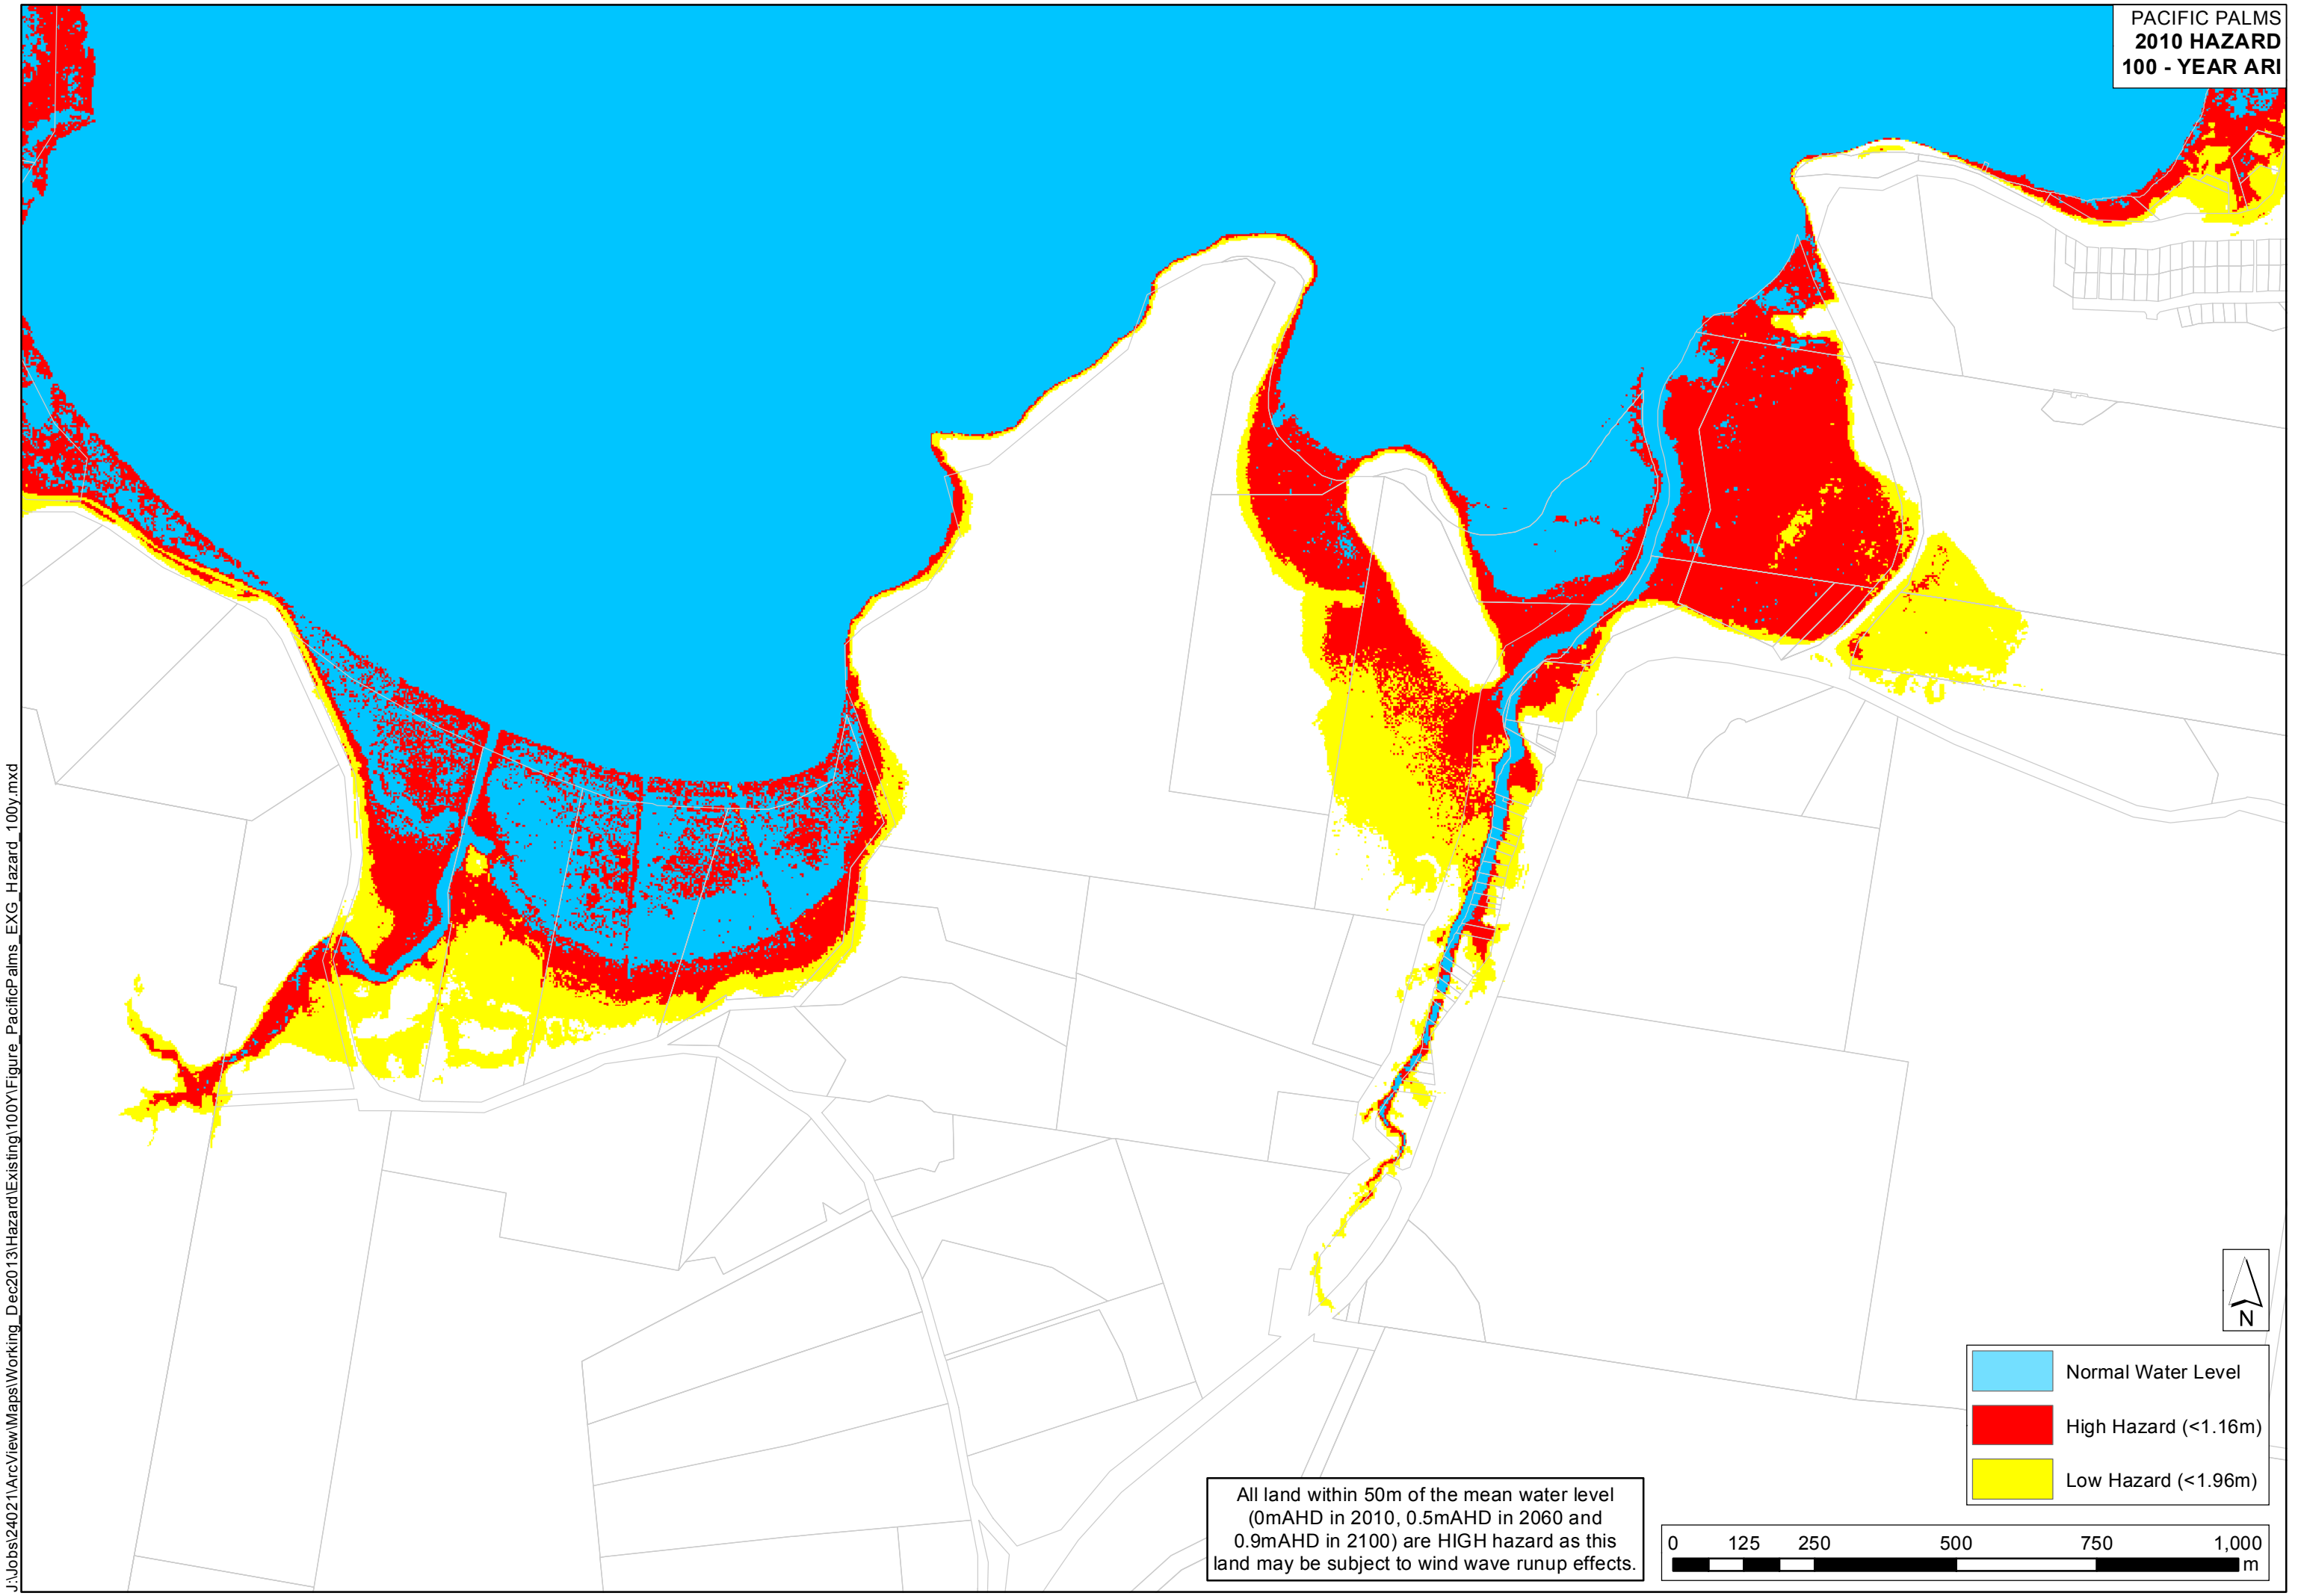 PACIFIC PALMS
2010 HAZARD
100 - YEAR ARI
J:\Jobs\24021\ArcView\Maps\Working_Dec2013\Hazard\Existing\100Y\Figure_PacificPalms_EXG_Hazard_100y.mxd
N
Normal Water Level
High Hazard (<1.16m)
Low Hazard (<1.96m)
All land within 50m of the mean water level
(0mAHD in 2010, 0.5mAHD in 2060 and
0.9mAHD in 2100) are HIGH hazard as this
land may be subject to wind wave runup effects.
0 125 250 500 750 1,000
m